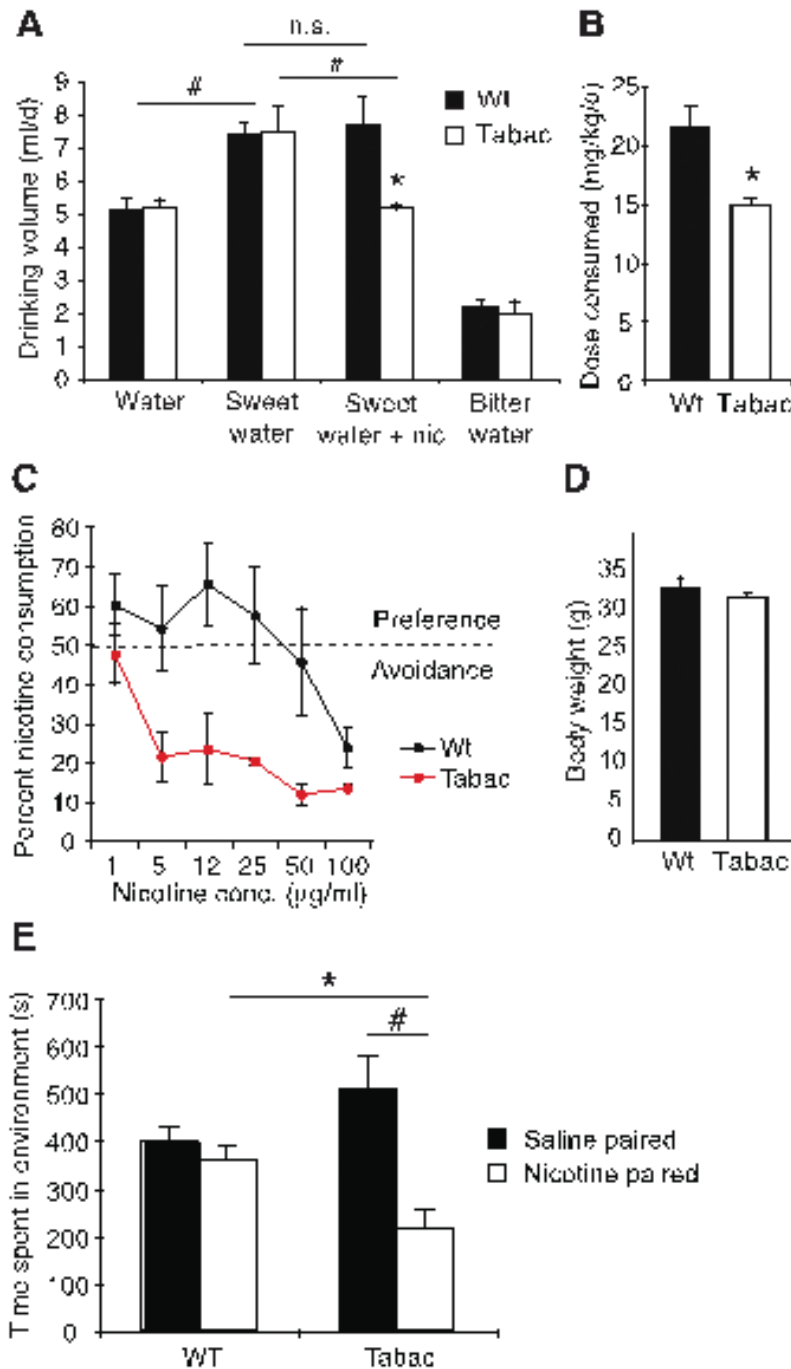 A
n.s.
#
#
Drinking volume (ml/d)
9
8
7
6
5
4
3
2
1
0
Wt
Tabac
*
Water
Sweet
water
Sweet
water + nic
Bitter
water
B
Dose consumed (mg/kg/d)
25
20
15
10
5
0
*
Wt
Tabac
C
Percent nicotine consumption
80
70
60
50
40
30
20
10
0
Preference
Avoidance
Wt
Tabac
1
5
12
25
50
100
Nicotine conc. (µg/ml)
D
Body weight (g)
35
30
25
20
15
10
5
0
Wt
Tabac
E
Time spent in environment (s)
700
600
500
400
300
200
100
0
*
#
Saline paired
Nicotine paired
WT
Tabac